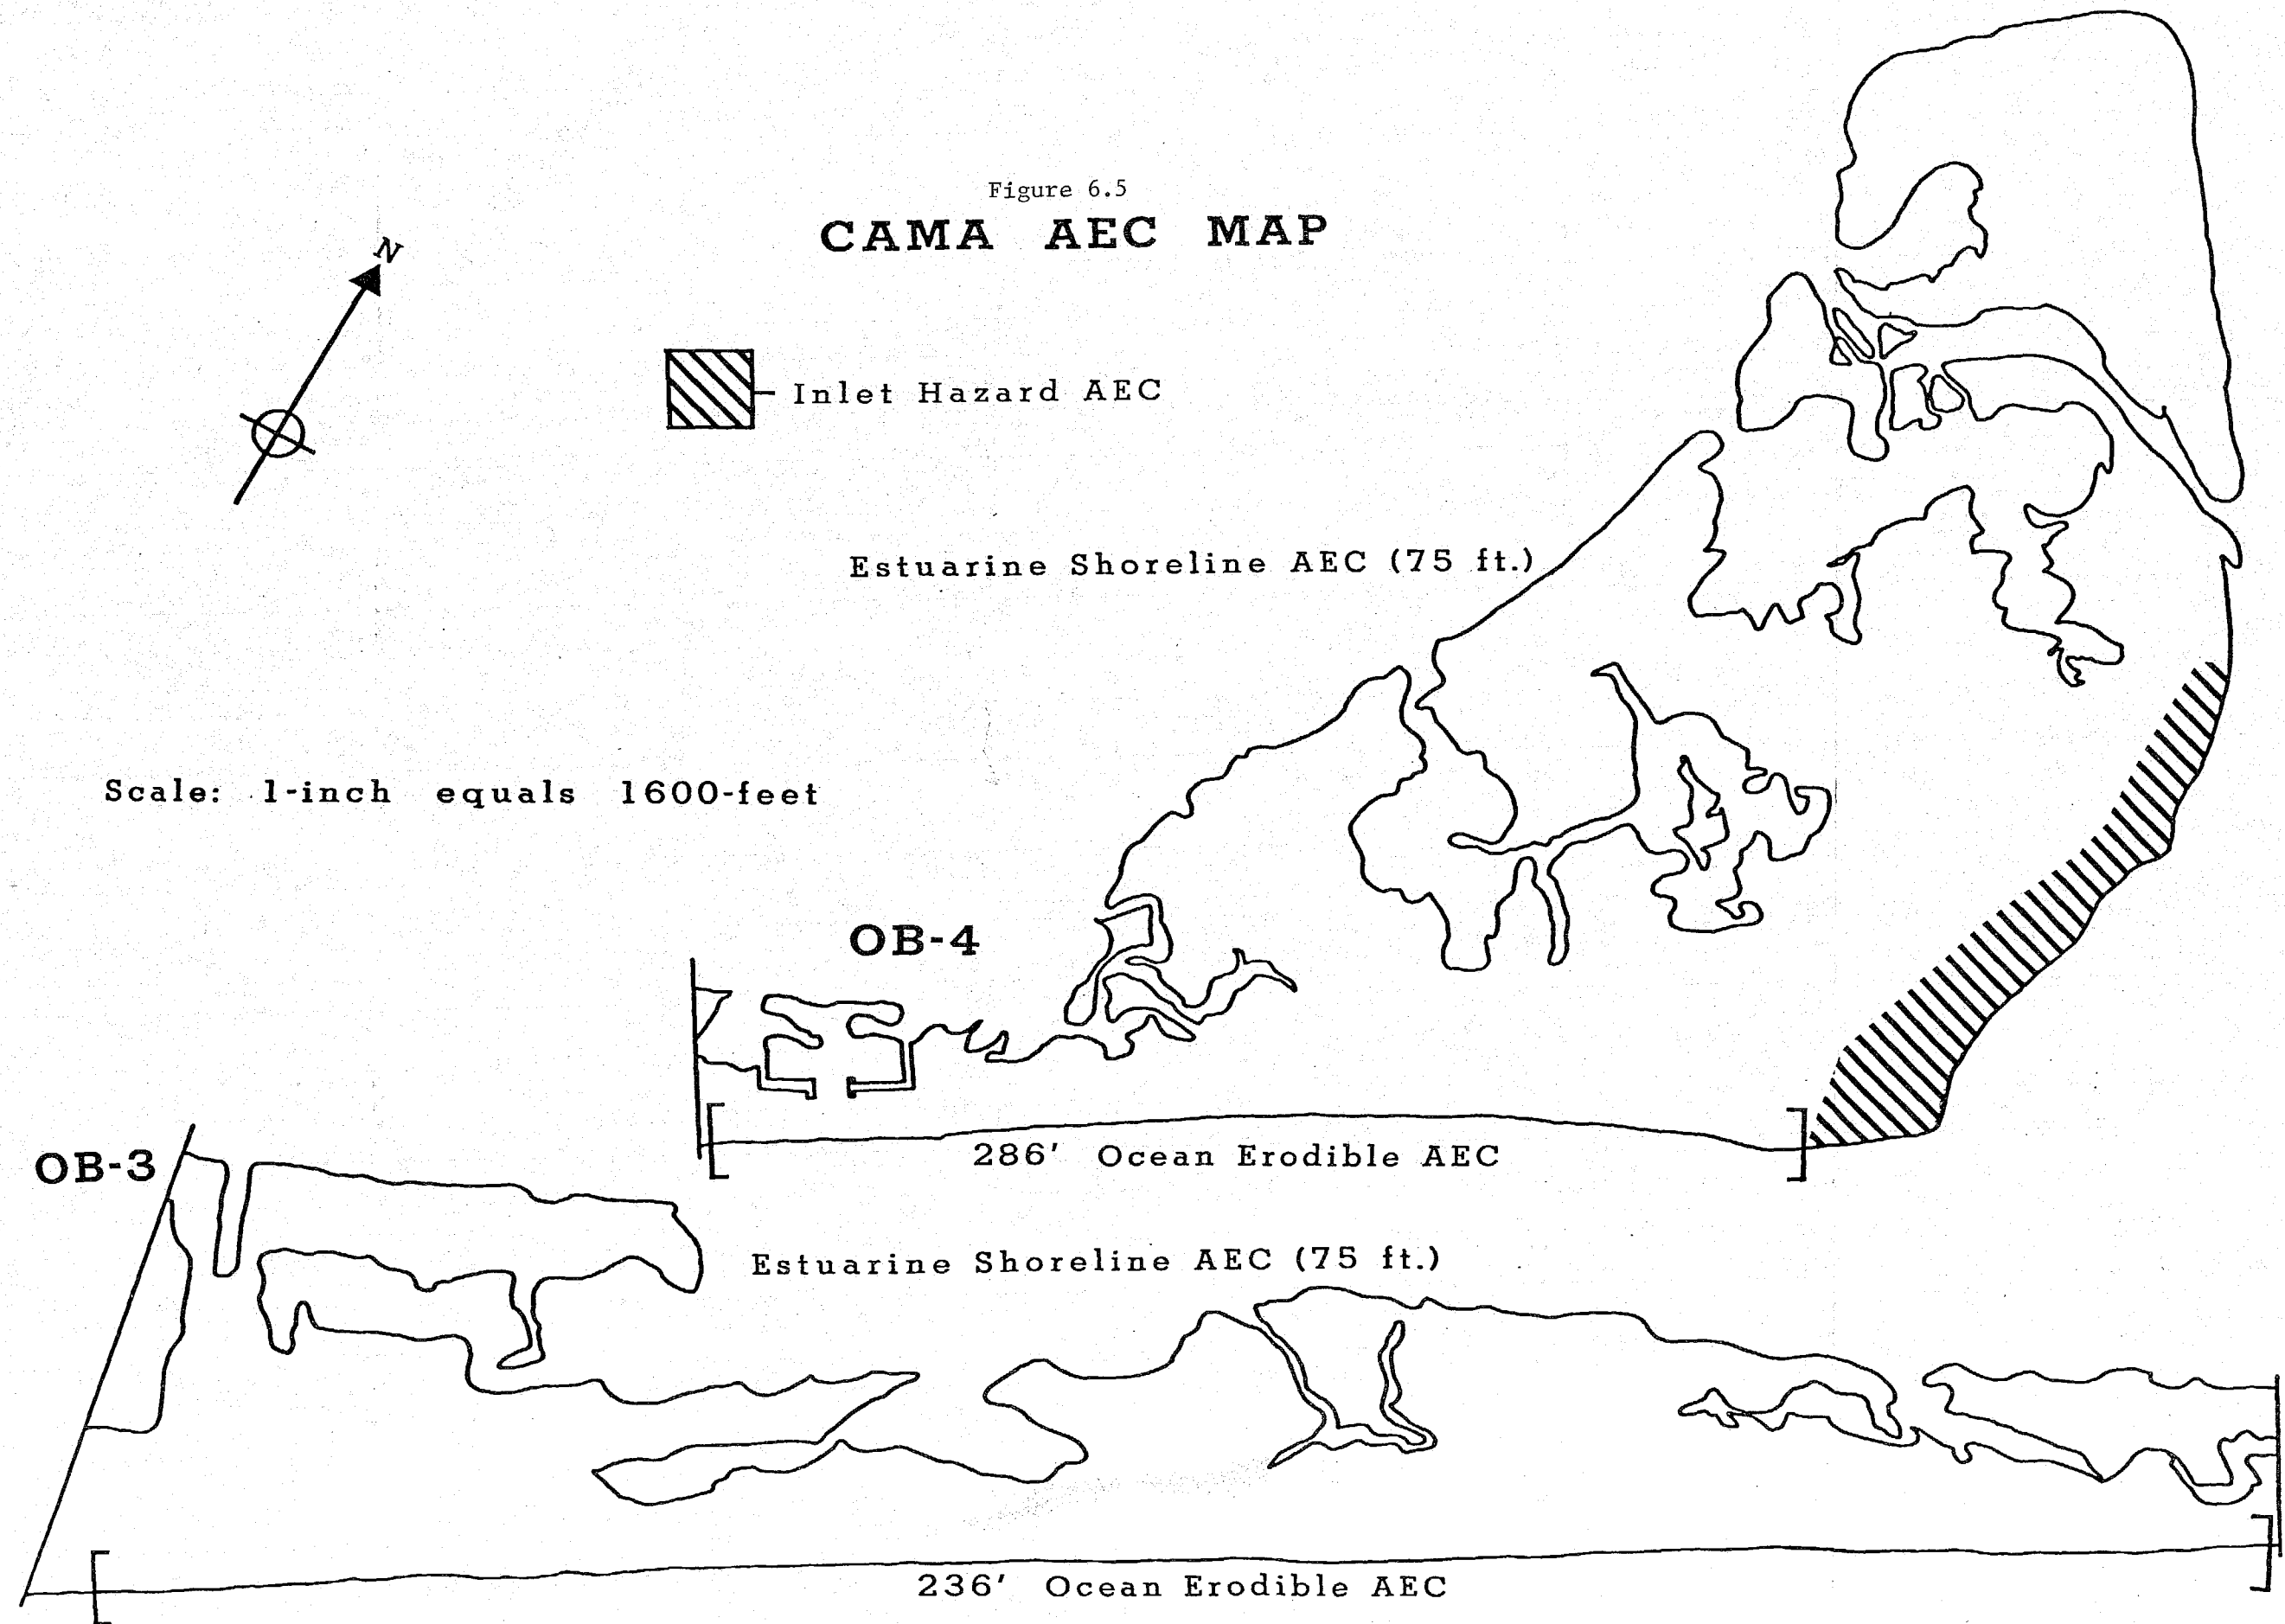 Figure 6.5
CAMA AEC MAP
N
Inlet Hazard AEC
Estuarine Shoreline AEC (75 ft.)
Scale: 1-inch equals 1600-feet
OB-4
286' Ocean Erodible AEC
OB-3
Estuarine Shoreline AEC (75 ft.)
236' Ocean Erodible AEC